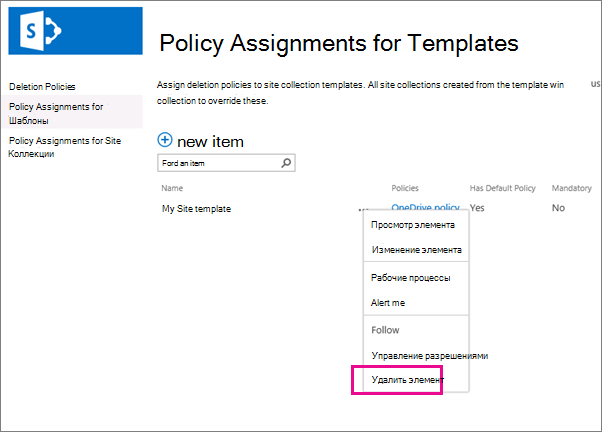 S
Policy Assignments for Templates
Deletion Policies
Policy Assignments for
Шаблоны
Policy Assignments for Site
Коллекции
Assign deletion policies to site collection templates. All site collections created from the template win
us
collection to override these.
new item
Ford an item
Name
Policies
Has Default Policy
Mandatory
My Site template
...
OneDrive policy
Yes
No
Просмотр элемента
Изменение элемента
Рабочие процессы
Alert me
Follow
Управление разрешениями
Удалить элемент